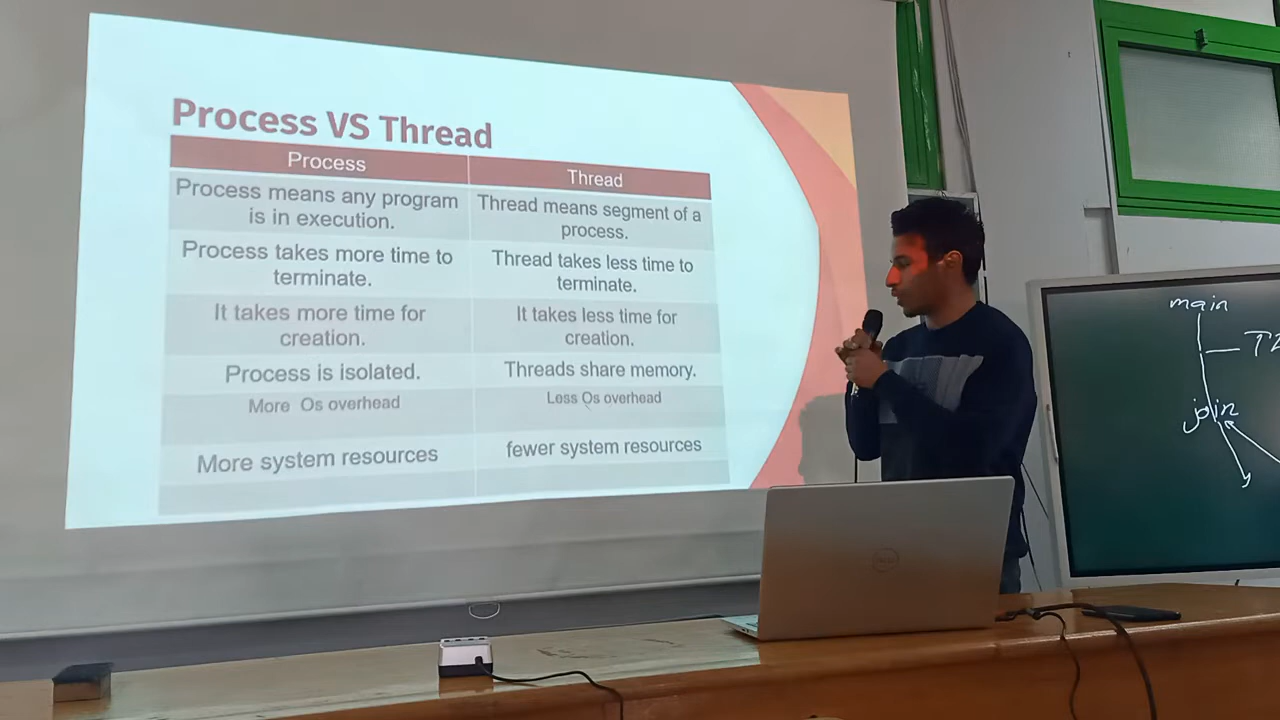 Process VS Thread
Process
Thread
Process means any program
is in execution.
Thread means segment of a
process.
Process takes more time to
terminate.
Thread takes less time to
terminate.
It takes more time for
creation.
It takes less time for
creation.
Process is isolated.
Threads share memory.
More Os overhead
Less Os overhead
More system resources
fewer system resources
main
join
DELL